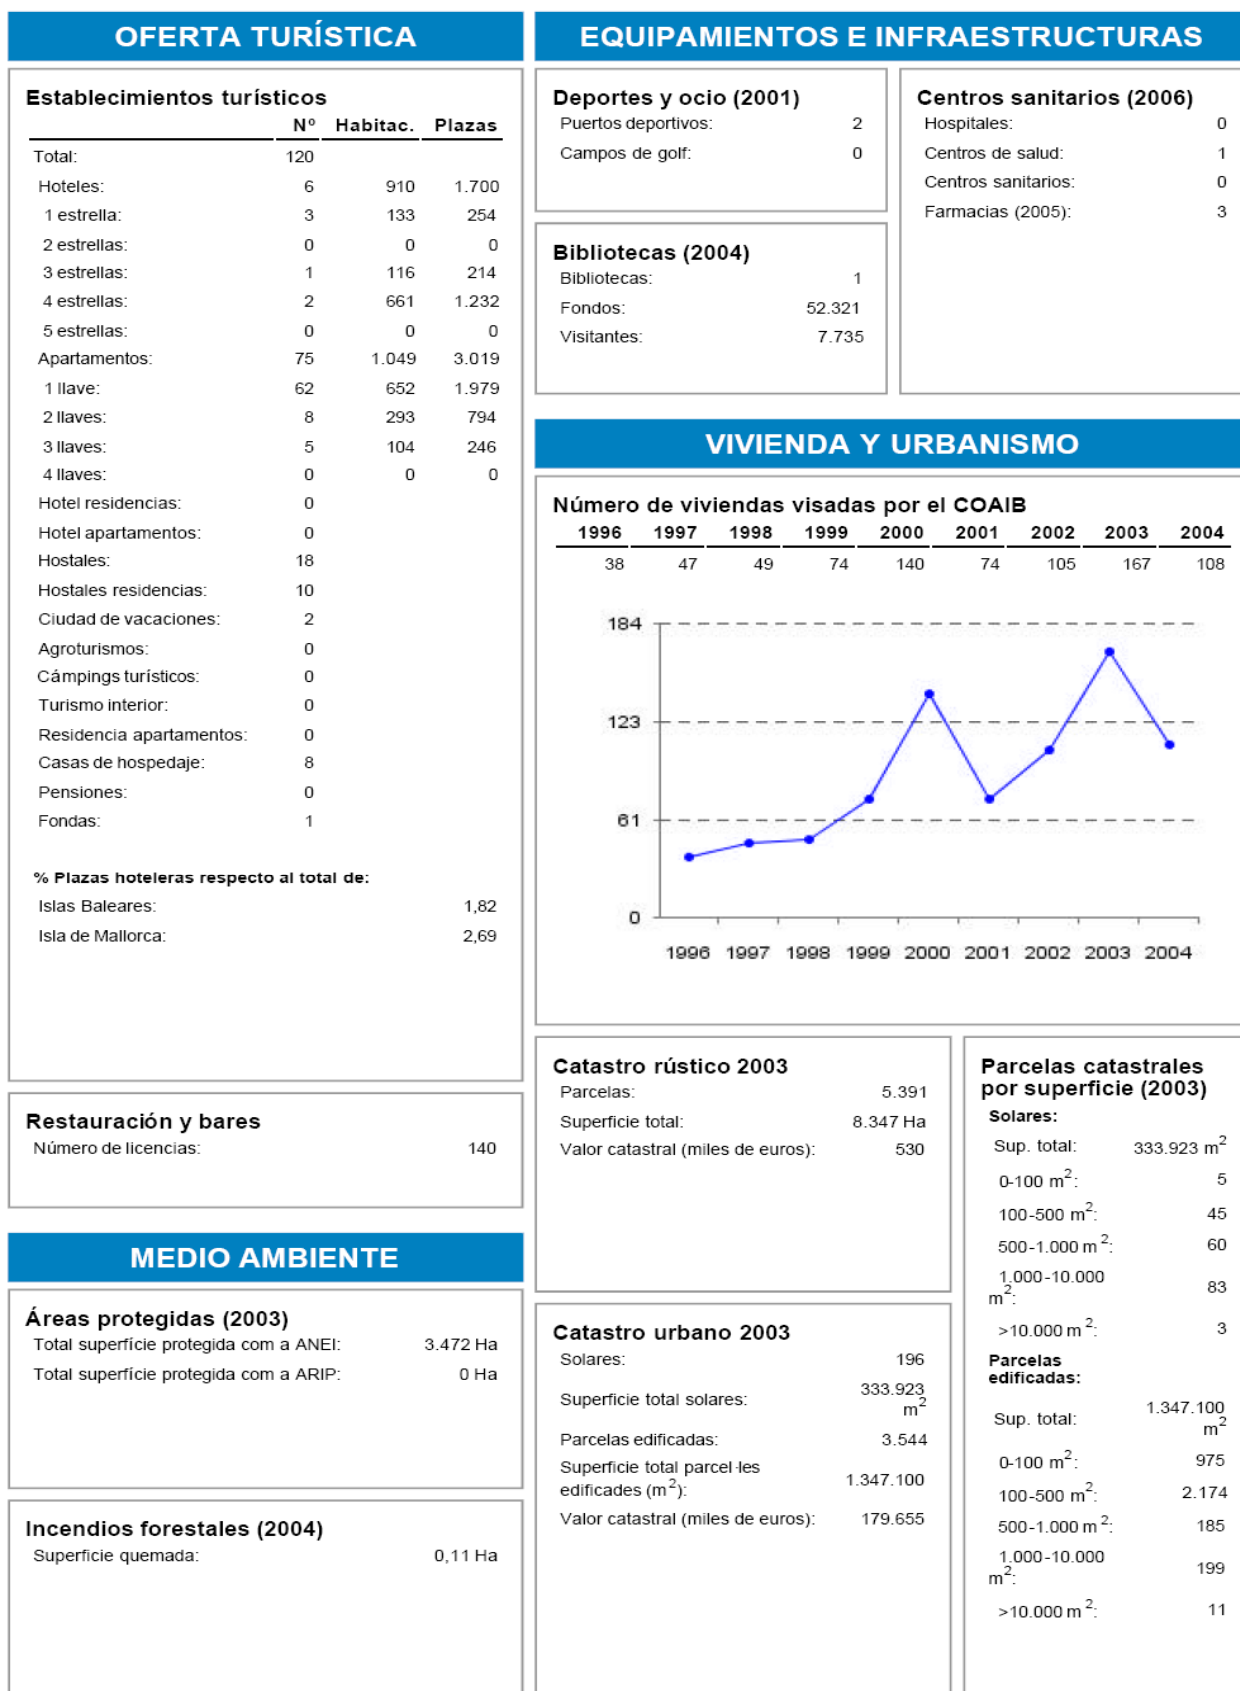 OFERTA TURÍSTICA
Establecimientos turísticos
Nº Habitac. Plazas
Total: 120
Hoteles: 6 910 1.700
1 estrella: 3 133 254
2 estrellas: 0 0 0
3 estrellas: 1 116 214
4 estrellas: 2 661 1.232
5 estrellas: 0 0 0
Apartamentos: 75 1.049 3.019
1 llave: 62 652 1.979
2 llaves: 8 293 794
3 llaves: 5 104 246
4 llaves: 0 0 0
Hotel residencias: 0
Hotel apartamentos: 0
Hostales: 18
Hostales residencias: 10
Ciudad de vacaciones: 2
Agroturismos: 0
Cámpings turísticos: 0
Turismo interior: 0
Residencia apartamentos: 0
Casas de hospedaje: 8
Pensiones: 0
Fondas: 1
% Plazas hoteleras respecto al total de:
Islas Baleares: 1,82
Isla de Mallorca: 2,69
Restauración y bares
Número de licencias: 140
MEDIO AMBIENTE
Áreas protegidas (2003)
Total superfície protegida com a ANEI: 3.472 Ha
Total superfície protegida com a ARIP: 0 Ha
Incendios forestales (2004)
Superficie quemada: 0,11 Ha
EQUIPAMIENTOS E INFRAESTRUCTURAS
Deportes y ocio (2001)
Puertos deportivos: 2
Campos de golf: 0
Bibliotecas (2004)
Bibliotecas: 1
Fondos: 52.321
Visitantes: 7.735
Centros sanitarios (2006)
Hospitales: 0
Centros de salud: 1
Centros sanitarios: 0
Farmacias (2005): 3
VIVIENDA Y URBANISMO
Número de viviendas visadas por el COAIB
1996 1997 1998 1999 2000 2001 2002 2003 2004
38 47 49 74 140 74 105 167 108
184
123
61
0
1996 1997 1998 1999 2000 2001 2002 2003 2004
Catastro rústico 2003
Parcelas: 5.391
Superficie total: 8.347 Ha
Valor catastral (miles de euros): 530
Catastro urbano 2003
Solares: 196
Superficie total solares: 333.923
m2
Parcelas edificadas: 3.544
Superficie total parcel·les
edificades (m2): 1.347.100
Valor catastral (miles de euros): 179.655
Parcelas catastrales
por superficie (2003)
Solares:
Sup. total: 333.923 m2
0-100 m2: 5
100-500 m2: 45
500-1.000 m2: 60
1.000-10.000
m2: 83
>10.000 m2: 3
Parcelas
edificadas:
Sup. total: 1.347.100
m2
0-100 m2: 975
100-500 m2: 2.174
500-1.000 m2: 185
1.000-10.000
m2: 199
>10.000 m2: 11